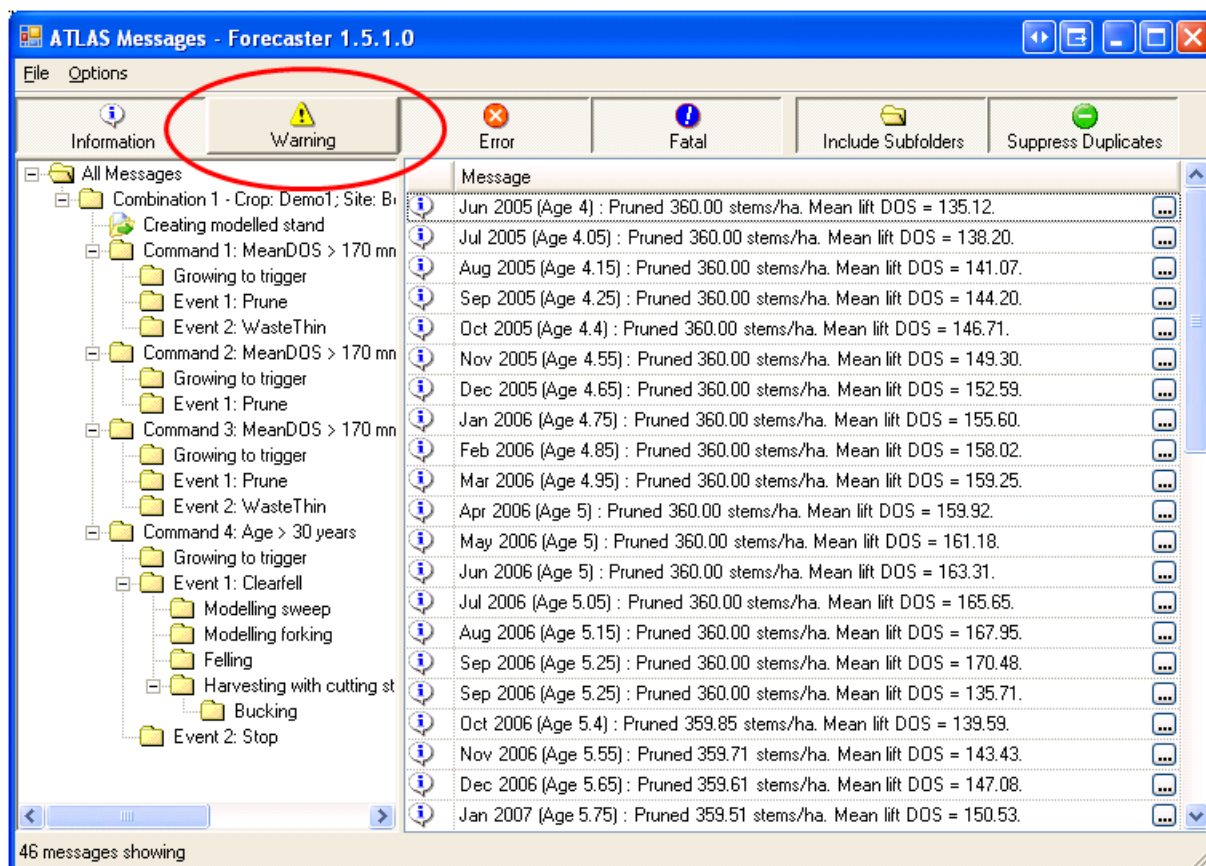 ATLAS Messages - Forecaster 1.5.1.0
File Options
Information Warning Error Fatal Include Subfolders Suppress Duplicates
All Messages
Combination 1 - Crop: Demo1; Site:
Creating modelled stand
Command 1: MeanDOS > 170
Growing to trigger
Event 1: Prune
Event 2: WasteThin
Command 2: MeanDOS > 170
Growing to trigger
Event 1: Prune
Command 3: MeanDOS > 170
Growing to trigger
Event 1: Prune
Event 2: WasteThin
Command 4: Age > 30 years
Growing to trigger
Event 1: Clearfell
Modelling sweep
Modelling forking
Felling
Harvesting with cutting st
Bucking
Event 2: Stop
Message
Jun 2005 (Age 4) : Pruned 360.00 stems/ha. Mean lift DOS = 135.12.
Jul 2005 (Age 4.05) : Pruned 360.00 stems/ha. Mean lift DOS = 138.20.
Aug 2005 (Age 4.15) : Pruned 360.00 stems/ha. Mean lift DOS = 141.07.
Sep 2005 (Age 4.25) : Pruned 360.00 stems/ha. Mean lift DOS = 144.20.
Oct 2005 (Age 4.4) : Pruned 360.00 stems/ha. Mean lift DOS = 146.71.
Nov 2005 (Age 4.55) : Pruned 360.00 stems/ha. Mean lift DOS = 149.30.
Dec 2005 (Age 4.65) : Pruned 360.00 stems/ha. Mean lift DOS = 152.59.
Jan 2006 (Age 4.75) : Pruned 360.00 stems/ha. Mean lift DOS = 155.60.
Feb 2006 (Age 4.85) : Pruned 360.00 stems/ha. Mean lift DOS = 158.02.
Mar 2006 (Age 4.95) : Pruned 360.00 stems/ha. Mean lift DOS = 159.25.
Apr 2006 (Age 5) : Pruned 360.00 stems/ha. Mean lift DOS = 159.92.
May 2006 (Age 5) : Pruned 360.00 stems/ha. Mean lift DOS = 161.18.
Jun 2006 (Age 5) : Pruned 360.00 stems/ha. Mean lift DOS = 163.31.
Jul 2006 (Age 5.05) : Pruned 360.00 stems/ha. Mean lift DOS = 165.65.
Aug 2006 (Age 5.15) : Pruned 360.00 stems/ha. Mean lift DOS = 167.95.
Sep 2006 (Age 5.25) : Pruned 360.00 stems/ha. Mean lift DOS = 170.48.
Sep 2006 (Age 5.25) : Pruned 360.00 stems/ha. Mean lift DOS = 135.71.
Oct 2006 (Age 5.4) : Pruned 359.85 stems/ha. Mean lift DOS = 139.59.
Nov 2006 (Age 5.55) : Pruned 359.71 stems/ha. Mean lift DOS = 143.43.
Dec 2006 (Age 5.65) : Pruned 359.61 stems/ha. Mean lift DOS = 147.08.
Jan 2007 (Age 5.75) : Pruned 359.51 stems/ha. Mean lift DOS = 150.53.
46 messages showing